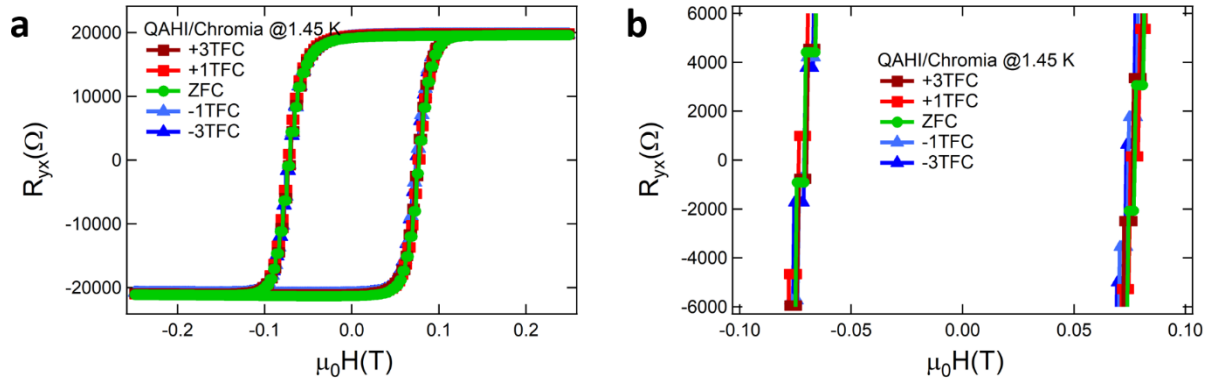 a
QAHI/Chromia @1.45 K
+3TFC
+1TFC
ZFC
-1TFC
-3TFC
20000
10000
0
-10000
-20000
R_yx(Ω)
-0.2
-0.1
0.0
0.1
0.2
μ₀H(T)
b
6000
4000
2000
0
-2000
-4000
-6000
R_yx(Ω)
QAHI/Chromia @1.45 K
+3TFC
+1TFC
ZFC
-1TFC
-3TFC
-0.10
-0.05
0.00
0.05
0.10
μ₀H(T)